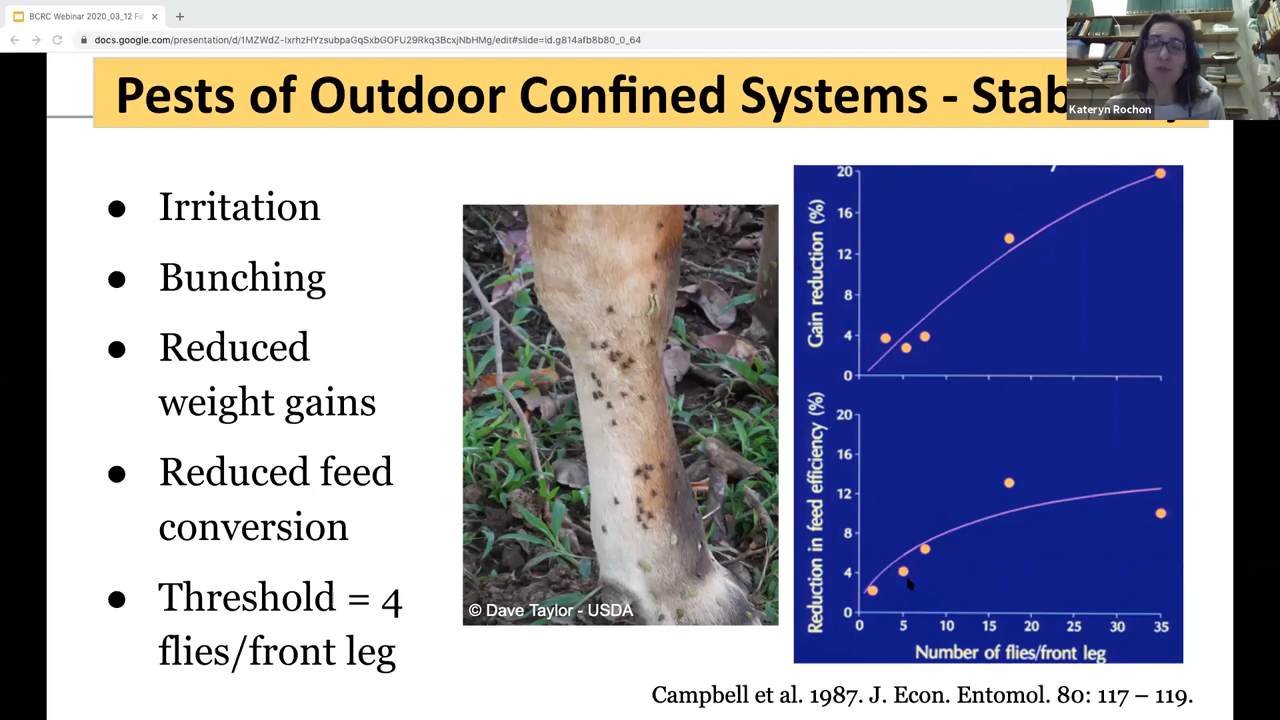 BCRC Webinar 2020_03_12 Fi
docs.google.com/presentation/d/1MZWdZ-lxrhzHYzsubpaGqSxbGOFU29Rkq3BcxjNbHMg/edit#slide=id.g814afb8b80_0_64
Pests of Outdoor Confined Systems - Stab
Kateryn Rochon
● Irritation
● Bunching
● Reduced
weight gains
● Reduced feed
conversion
● Threshold = 4
flies/front leg
© Dave Taylor - USDA
Gain reduction (%)
20
16
12
8
4
0
Reduction in feed efficiency (%)
20
16
12
8
4
0
0 5 10 15 20 25 30 35
Number of flies/front leg
Campbell et al. 1987. J. Econ. Entomol. 80: 117 – 119.